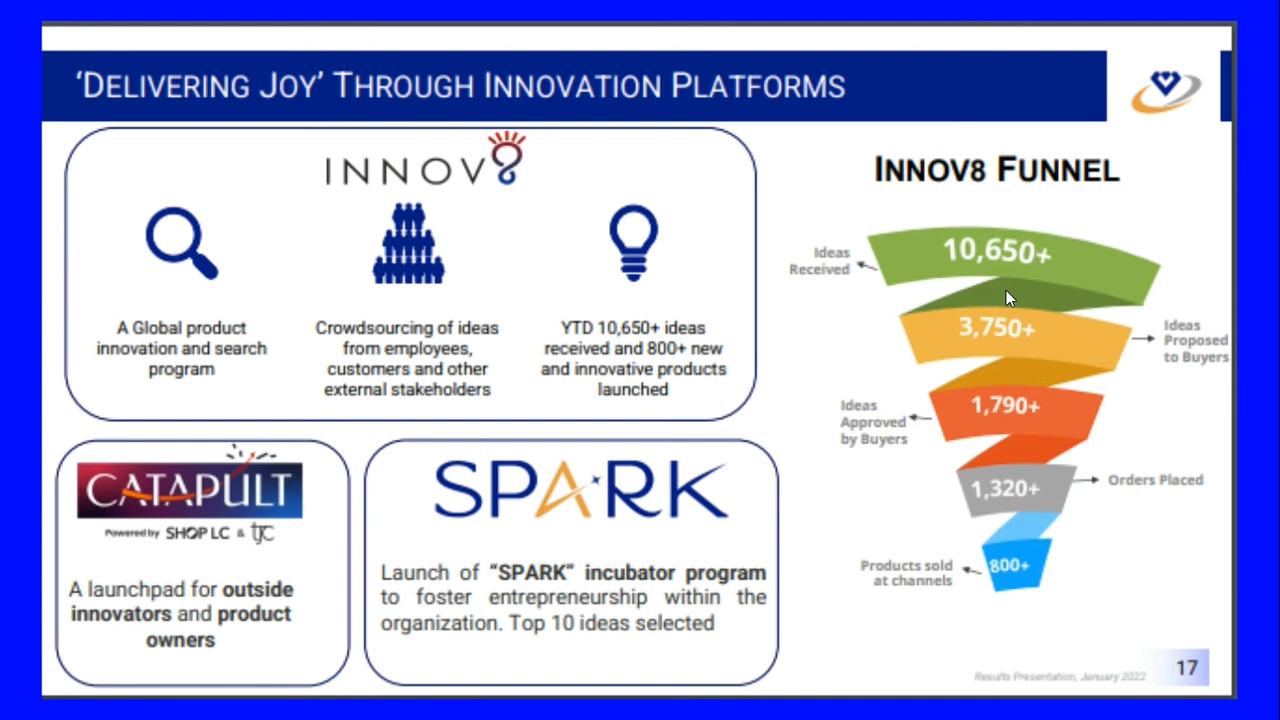 ‘DELIVERING JOY’ THROUGH INNOVATION PLATFORMS
INNOV8
A Global product
innovation and search
program
Crowdsourcing of ideas
from employees,
customers and other
external stakeholders
YTD 10,650+ ideas
received and 800+ new
and innovative products
launched
CATAPULT
Powered by SHOP LC & tjc
A launchpad for outside
innovators and product
owners
SPARK
Launch of “SPARK” incubator program
to foster entrepreneurship within the
organization. Top 10 ideas selected
INNOV8 FUNNEL
Ideas
Received
10,650+
3,750+
Ideas
Proposed
to Buyers
Ideas
Approved
by Buyers
1,790+
1,320+
Orders Placed
Products sold
at channels
800+
Results Presentation, January 2022
17